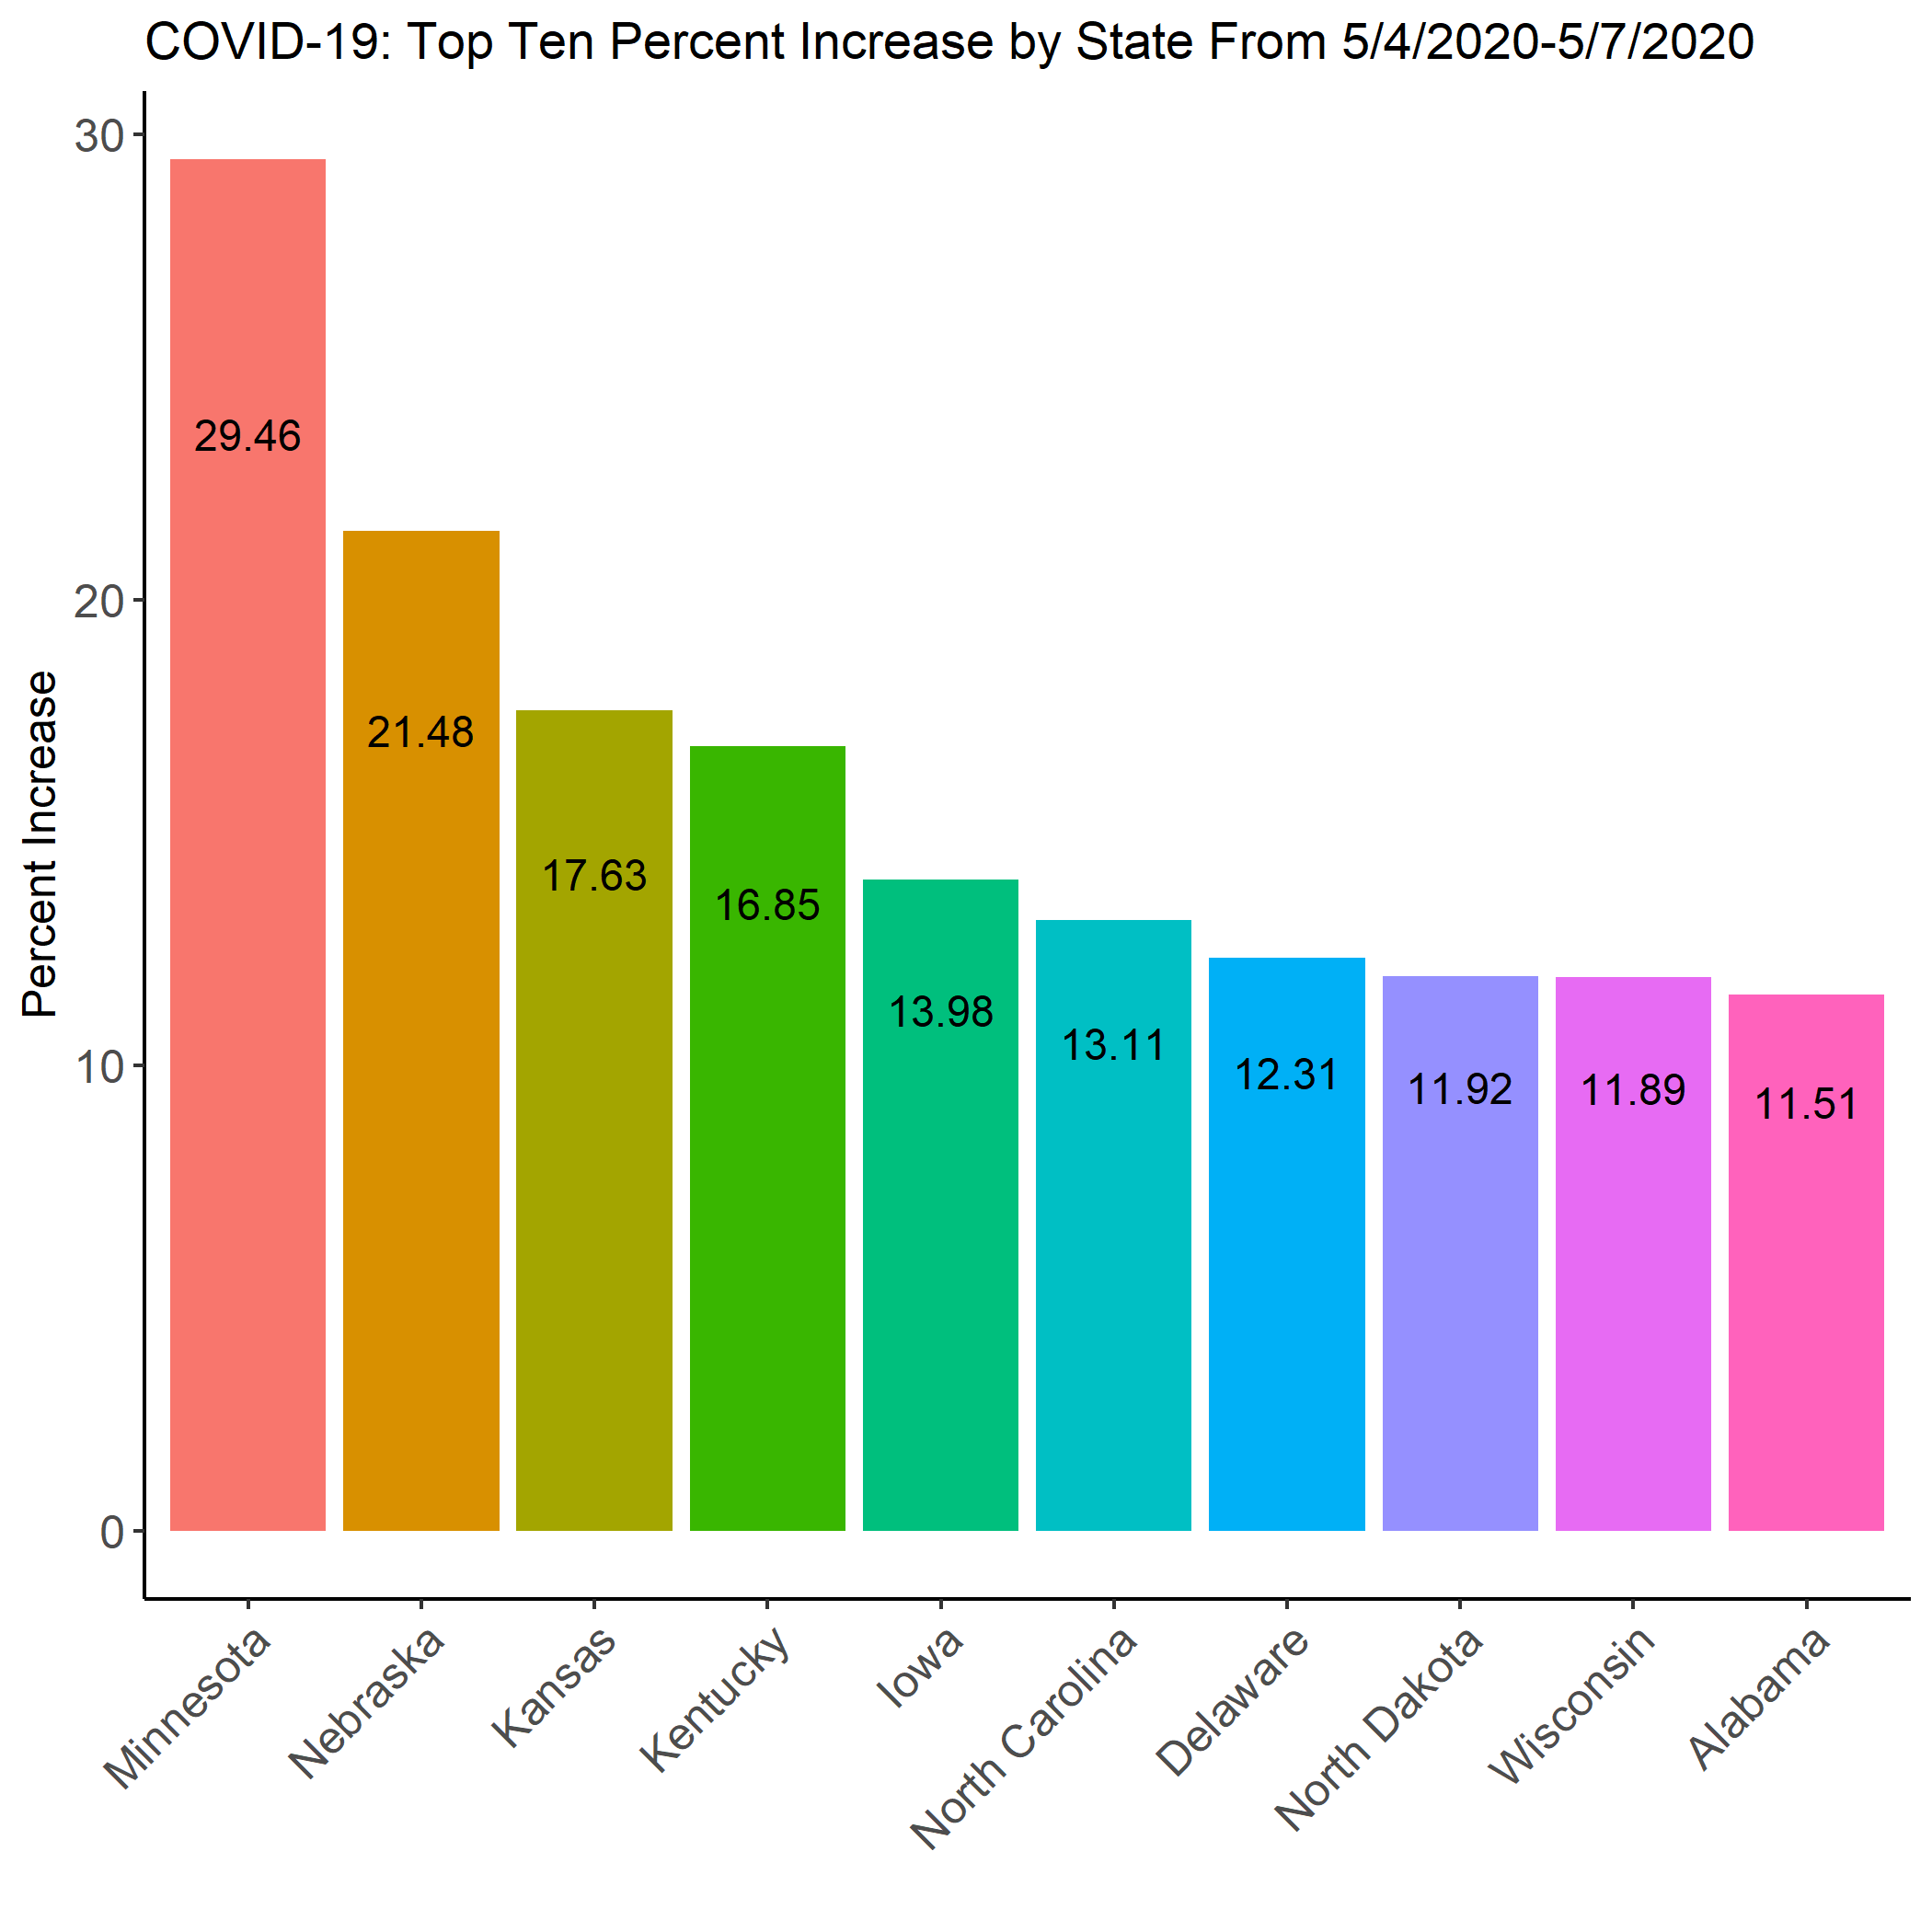 COVID-19: Top Ten Percent Increase by State From 5/4/2020-5/7/2020
Percent Increase
30
20
10
0
29.46
21.48
17.63
16.85
13.98
13.11
12.31
11.92
11.89
11.51
Minnesota
Nebraska
Kansas
Kentucky
Iowa
North Carolina
Delaware
North Dakota
Wisconsin
Alabama